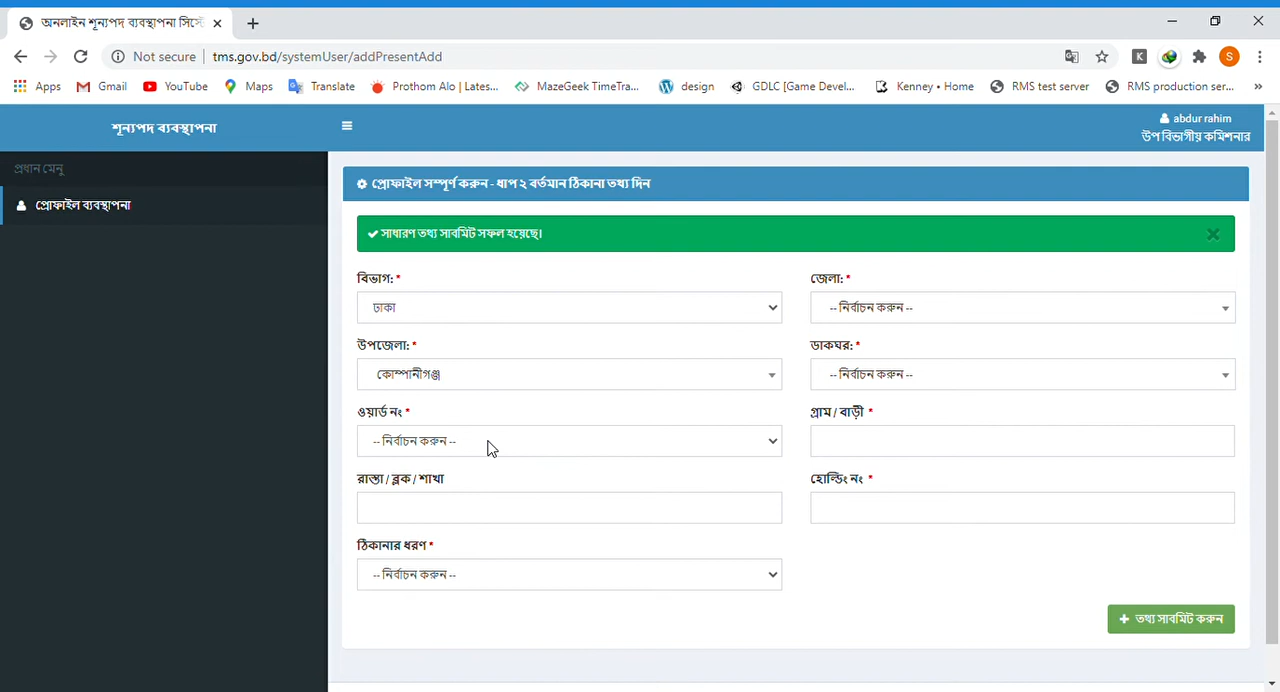 অনলাইন শূন্যপদ ব্যবস্থাপনা সিস্টে
Not secure | tms.gov.bd/systemUser/addPresentAdd
K
S
Apps Gmail YouTube Maps Translate Prothom Alo | Lates... MazeGeek TimeTra... design GDLC [Game Devel... Kenney • Home RMS test server RMS production ser... »
শূন্যপদ ব্যবস্থাপনা
abdur rahim
উপ বিভাগীয় কমিশনার
প্রধান মেনু
প্রোফাইল ব্যবস্থাপনা
প্রোফাইল সম্পূর্ণ করুন - ধাপ ২ বর্তমান ঠিকানা তথ্য দিন
সাধারণ তথ্য সাবমিট সফল হয়েছে।
বিভাগ: * জেলা: *
ঢাকা -- নির্বাচন করুন --
উপজেলা: * ডাকঘর: *
কোম্পানীগঞ্জ -- নির্বাচন করুন --
ওয়ার্ড নং * গ্রাম / বাড়ী *
-- নির্বাচন করুন --
রাস্তা / ব্লক / শাখা হোল্ডিং নং *
ঠিকানার ধরণ *
-- নির্বাচন করুন --
+ তথ্য সাবমিট করুন